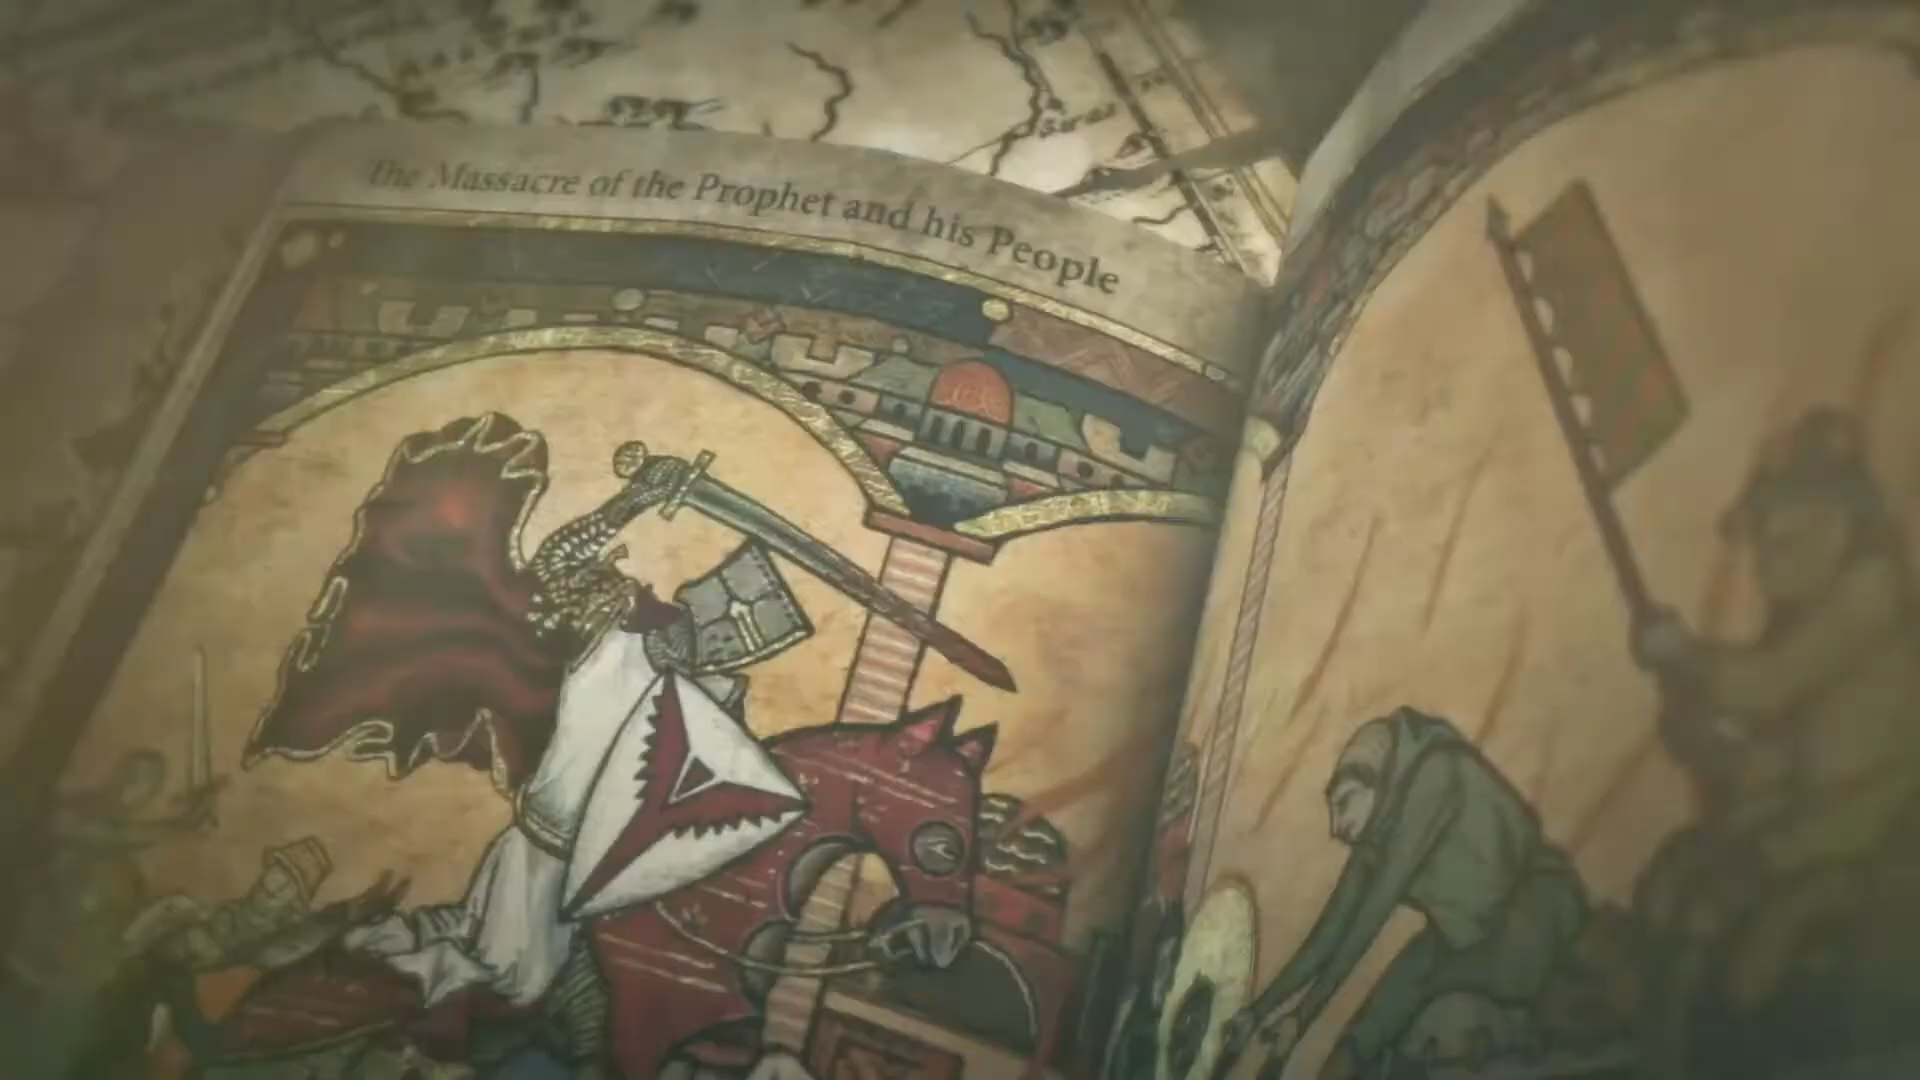 The Massacre of the Prophet and his People